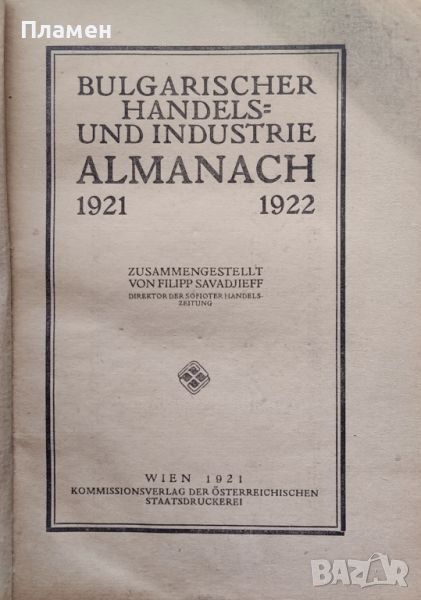 Пламен
BULGARISCHER
HANDELS=
UND INDUSTRIE
ALMANACH
1921 1922
ZUSAMMENGESTELLT
VON FILIPP SAVADJIEFF
DIREKTOR DER SOFIOTER HANDELS-
ZEITUNG
WIEN 1921
KOMMISSIONSVERLAG DER ÖSTERREICHISCHEN
STAATSDRUCKEREI
BAZAR